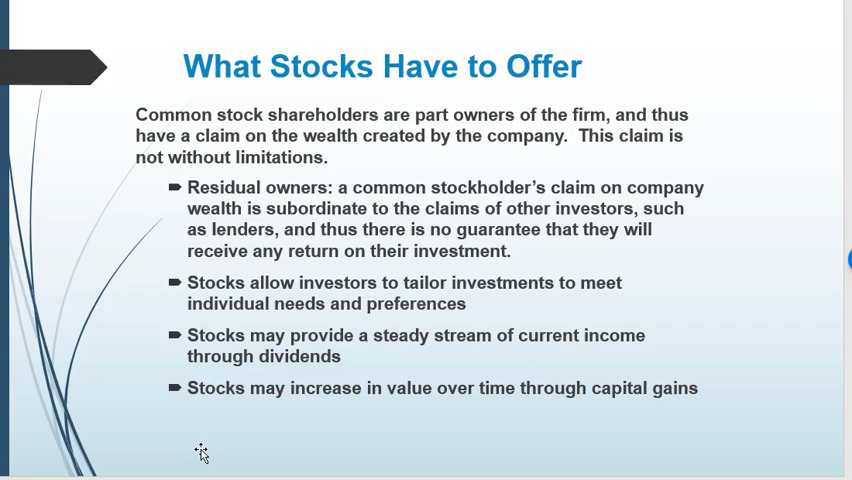 What Stocks Have to Offer
Common stock shareholders are part owners of the firm, and thus
have a claim on the wealth created by the company.  This claim is
not without limitations.
Residual owners: a common stockholder's claim on company
wealth is subordinate to the claims of other investors, such
as lenders, and thus there is no guarantee that they will
receive any return on their investment.
Stocks allow investors to tailor investments to meet
individual needs and preferences
Stocks may provide a steady stream of current income
through dividends
Stocks may increase in value over time through capital gains